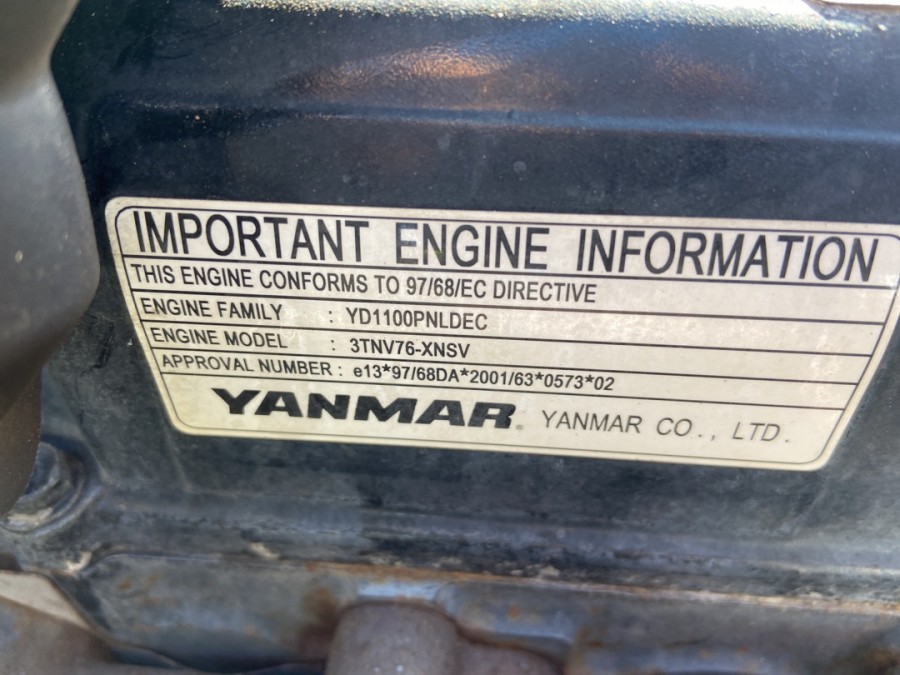 IMPORTANT ENGINE INFORMATION
THIS ENGINE CONFORMS TO 97/68/EC DIRECTIVE
ENGINE FAMILY : YD1100PNLDEC
ENGINE MODEL : 3TNV76-XNSV
APPROVAL NUMBER : e13*97/68DA*2001/63*0573*02
YANMAR® YANMAR CO., LTD.